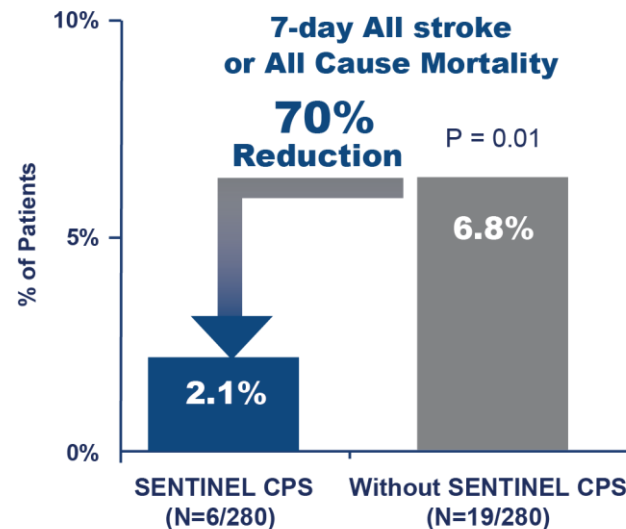 7-day All stroke
or All Cause Mortality
70%
Reduction
P = 0.01
% of Patients
10%
5%
0%
6.8%
2.1%
SENTINEL CPS
(N=6/280)
Without SENTINEL CPS
(N=19/280)